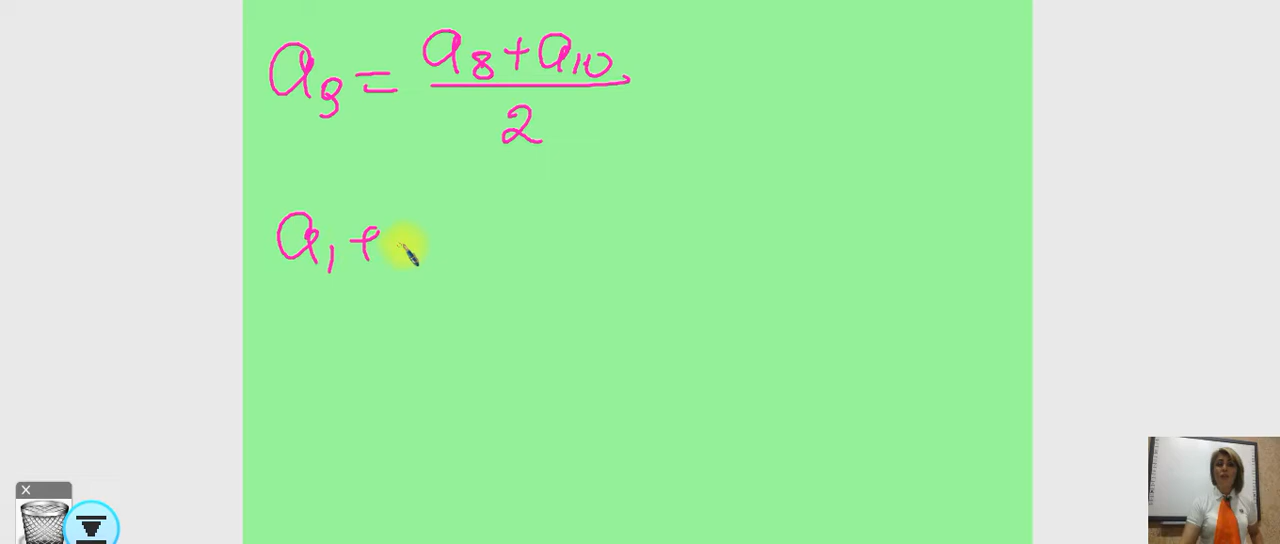 a₉ = (a₈ + a₁₀) / 2
a₁ +